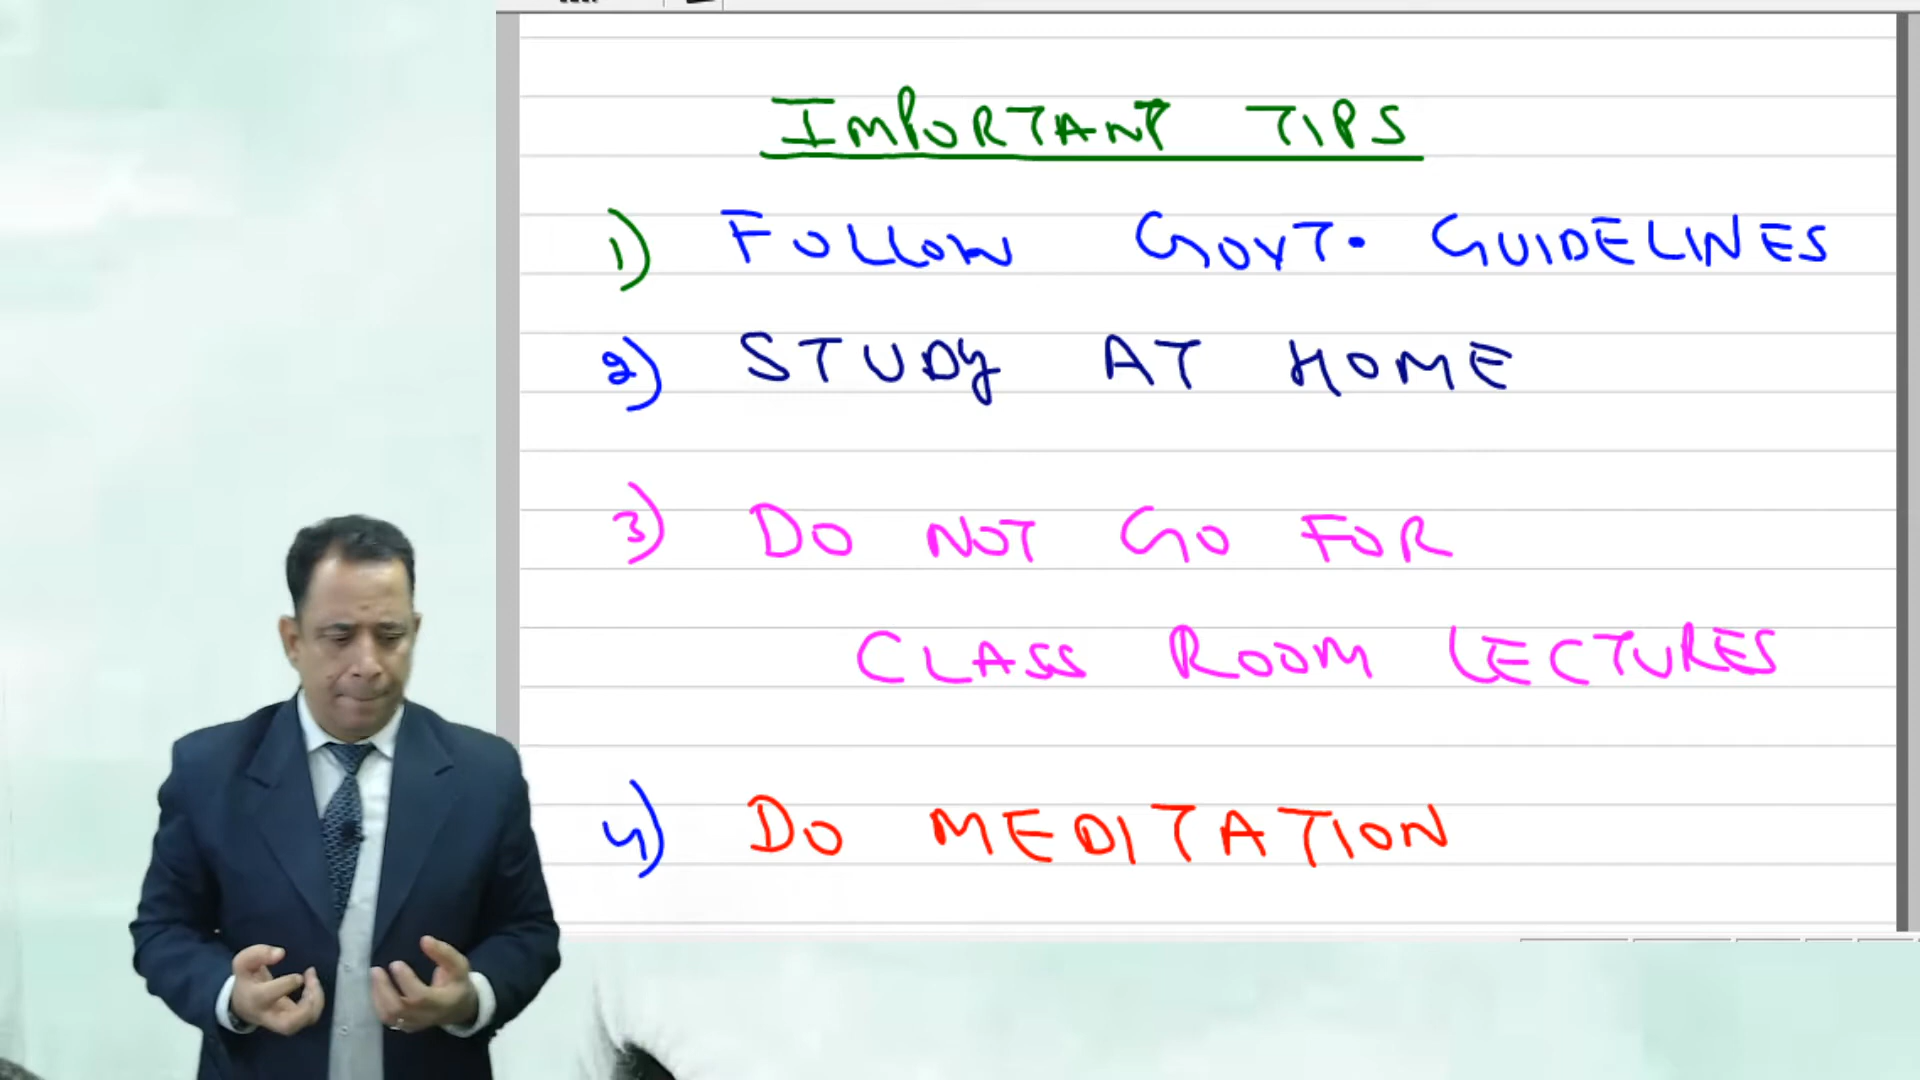 IMPORTANT TIPS
1) FOLLOW GOVT. GUIDELINES
2) STUDY AT HOME
3) DO NOT GO FOR
CLASS ROOM LECTURES
4) DO MEDITATION